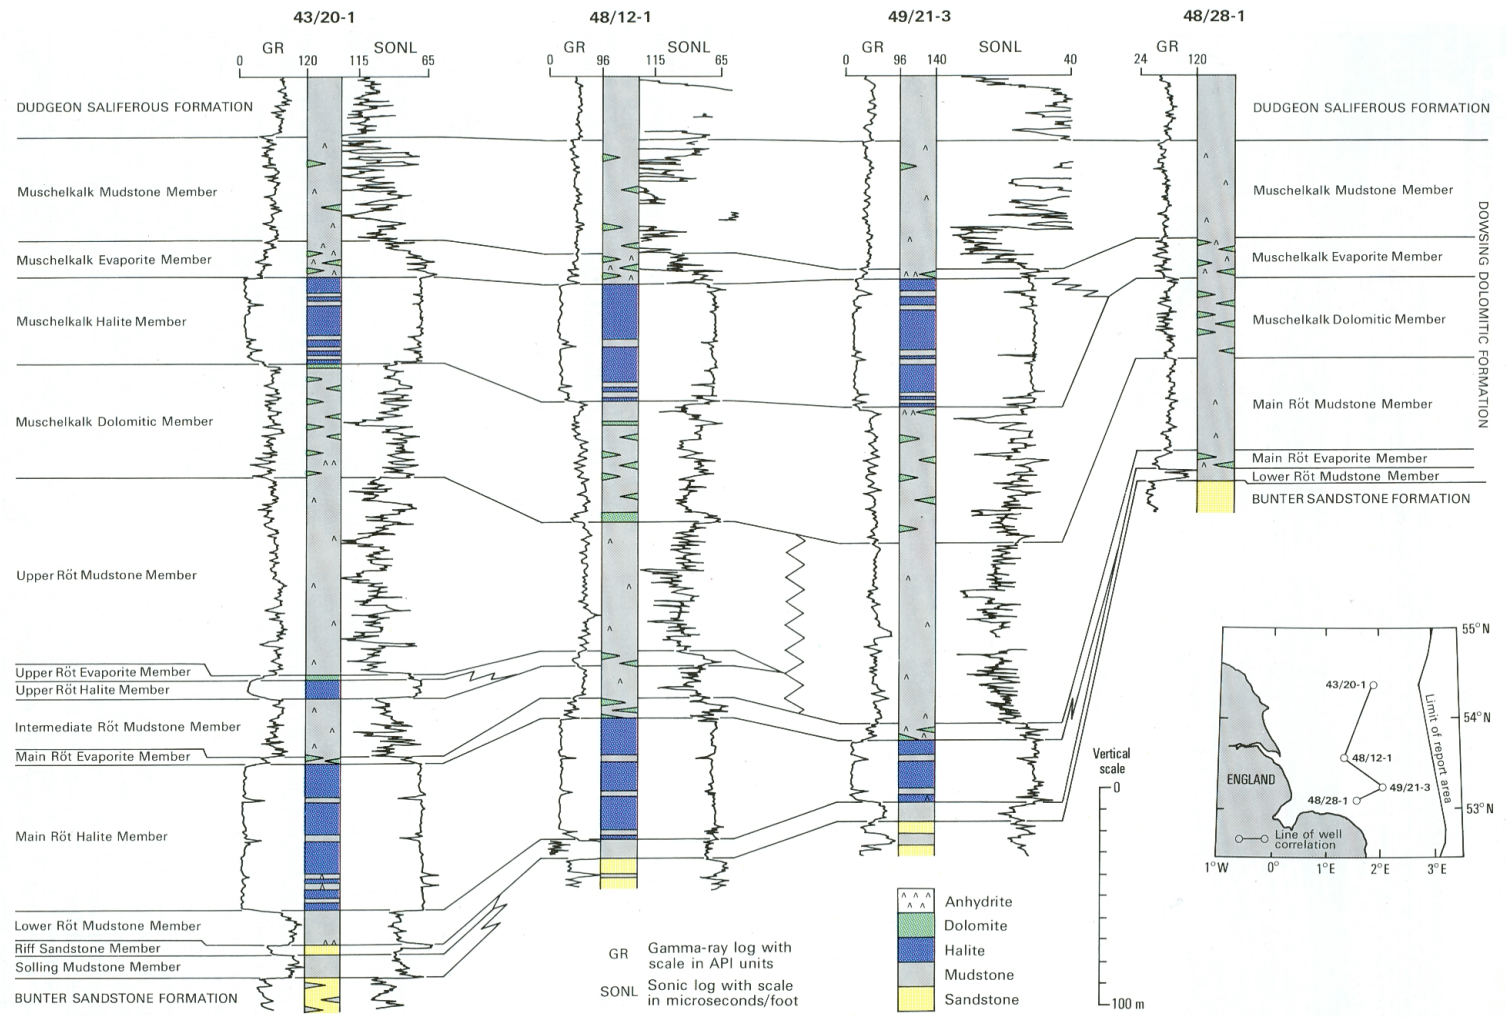 43/20-1
48/12-1
49/21-3
48/28-1
GR SONL
GR SONL
GR SONL
GR
0 120 115 65
0 96 115 65
0 96 140 40
24 120
DUDGEON SALIFEROUS FORMATION
Muschelkalk Mudstone Member
Muschelkalk Evaporite Member
Muschelkalk Halite Member
Muschelkalk Dolomitic Member
Upper Röt Mudstone Member
Upper Röt Evaporite Member
Upper Röt Halite Member
Intermediate Röt Mudstone Member
Main Röt Evaporite Member
Main Röt Halite Member
Lower Röt Mudstone Member
Riff Sandstone Member
Solling Mudstone Member
BUNTER SANDSTONE FORMATION
DUDGEON SALIFEROUS FORMATION
Muschelkalk Mudstone Member
Muschelkalk Evaporite Member
Muschelkalk Dolomitic Member
Main Röt Mudstone Member
Main Röt Evaporite Member
Lower Röt Mudstone Member
BUNTER SANDSTONE FORMATION
DOWSING DOLOMITIC FORMATION
GR Gamma-ray log with
scale in API units
SONL Sonic log with scale
in microseconds/foot
Anhydrite
Dolomite
Halite
Mudstone
Sandstone
Vertical
scale
0
100 m
55°N
54°N
53°N
43/20-1
48/12-1
49/21-3
48/28-1
ENGLAND
Limit of report area
Line of well
correlation
1°W 0° 1°E 2°E 3°E